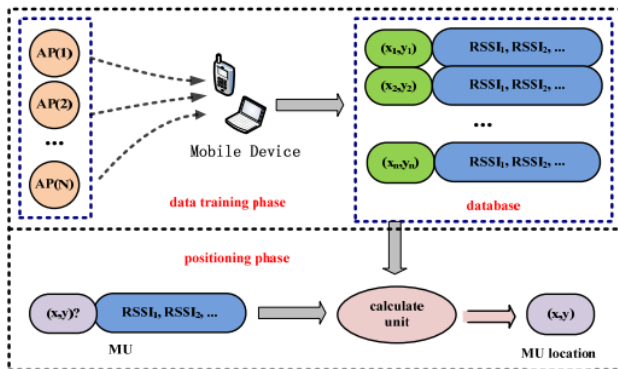 AP(1)
AP(2)
...
AP(N)
Mobile Device
data training phase
(x₁,y₁) RSSI₁, RSSI₂, ...
(x₂,y₂) RSSI₁, RSSI₂, ...
...
(xₙ,yₙ) RSSI₁, RSSI₂, ...
database
positioning phase
(x,y)? RSSI₁, RSSI₂, ...
MU
calculate
unit
(x,y)
MU location